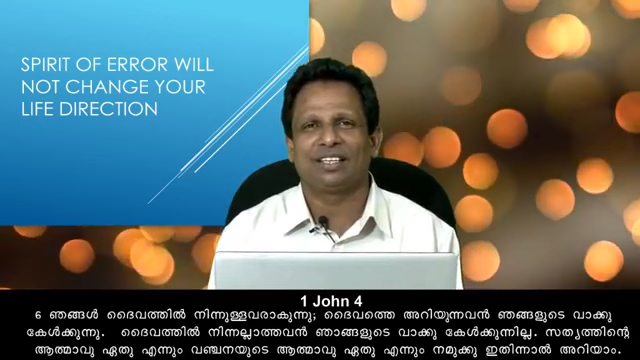 SPIRIT OF ERROR WILL
NOT CHANGE YOUR
LIFE DIRECTION
1 John 4
6 ഞങ്ങൾ ദൈവത്തിൽ നിന്നുള്ളവരാകുന്നു; ദൈവത്തെ അറിയുന്നവൻ ഞങ്ങളുടെ വാക്കു
കേൾക്കുന്നു. ദൈവത്തിൽ നിന്നല്ലാത്തവൻ ഞാങ്ങളുടെ വാക്കു കേൾക്കുന്നില്ല. സത്യത്തിന്റെ
ആത്മാവു ഏതു എന്നും വഞ്ചനയുടെ ആത്മാവു ഏതു എന്നും നമുക്കു ഇതിന്നാൽ അറിയാം.